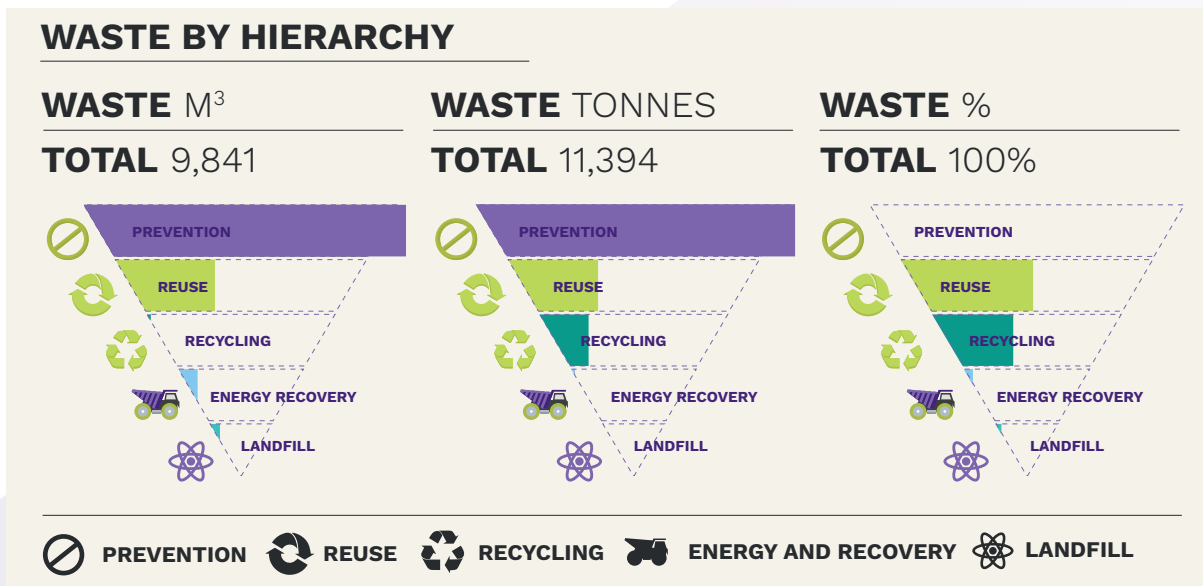 WASTE BY HIERARCHY
WASTE M³
TOTAL 9,841
PREVENTION
REUSE
RECYCLING
ENERGY RECOVERY
LANDFILL
WASTE TONNES
TOTAL 11,394
PREVENTION
REUSE
RECYCLING
ENERGY RECOVERY
LANDFILL
WASTE %
TOTAL 100%
PREVENTION
REUSE
RECYCLING
ENERGY RECOVERY
LANDFILL
PREVENTION REUSE RECYCLING ENERGY AND RECOVERY LANDFILL